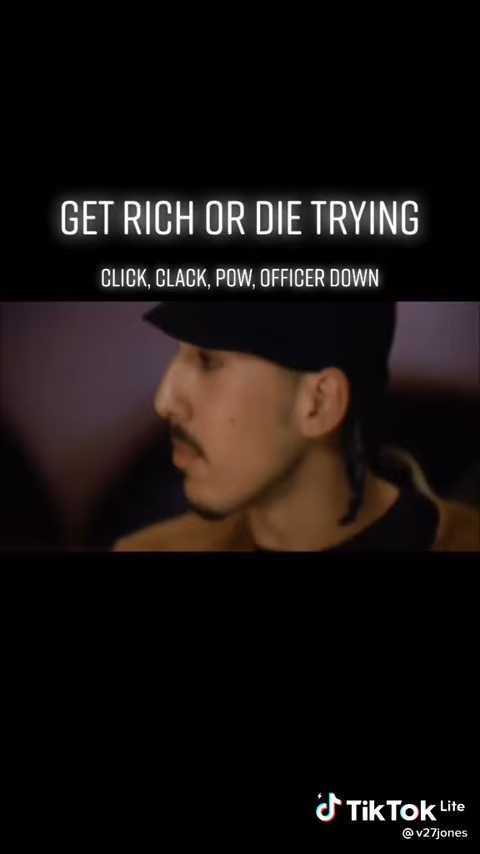 GET RICH OR DIE TRYING
CLICK, CLACK, POW, OFFICER DOWN
TikTok Lite
@v27jones